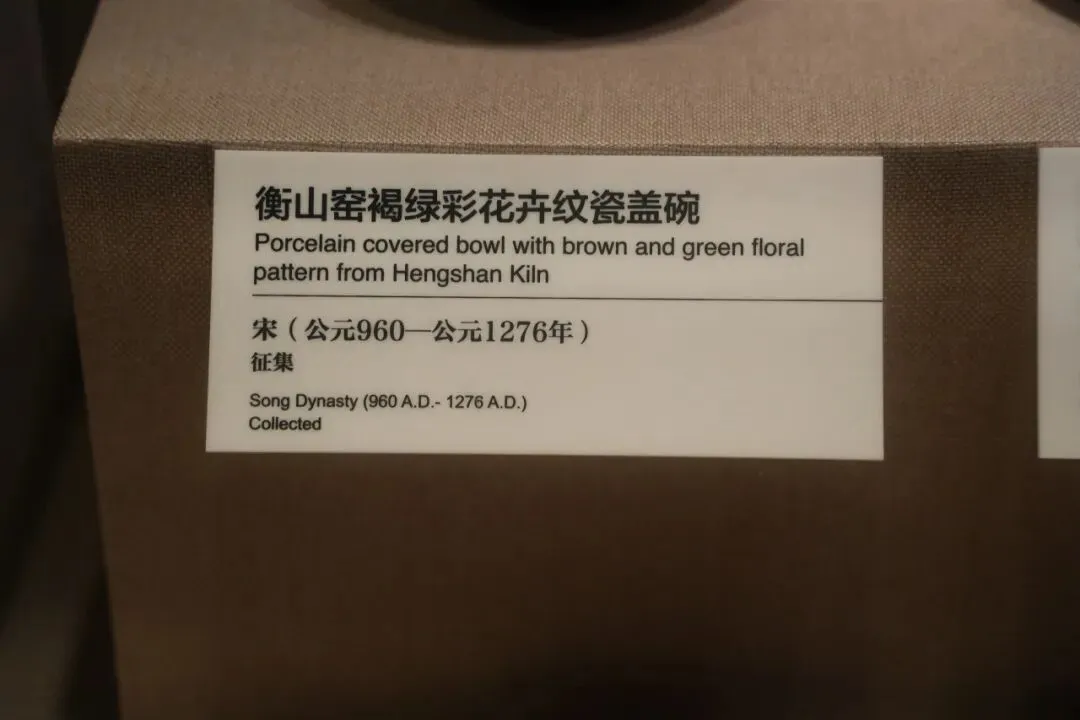 衡山窑褐绿彩花卉纹瓷盖碗
Porcelain covered bowl with brown and green floral
pattern from Hengshan Kiln
宋（公元960—公元1276年）
征集
Song Dynasty (960 A.D.- 1276 A.D.)
Collected